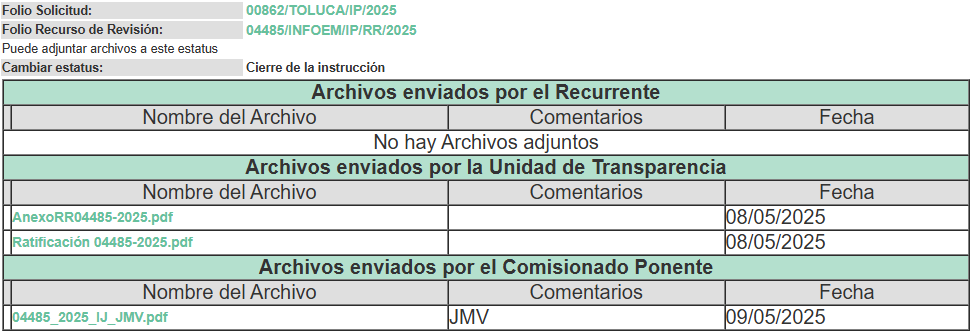 Folio Solicitud: 00862/TOLUCA/IP/2025
Folio Recurso de Revisión: 04485/INFOEM/IP/RR/2025
Puede adjuntar archivos a este estatus
Cambiar estatus: Cierre de la instrucción
Archivos enviados por el Recurrente
Nombre del Archivo Comentarios Fecha
No hay Archivos adjuntos
Archivos enviados por la Unidad de Transparencia
Nombre del Archivo Comentarios Fecha
AnexoRR04485-2025.pdf 08/05/2025
Ratificación 04485-2025.pdf 08/05/2025
Archivos enviados por el Comisionado Ponente
Nombre del Archivo Comentarios Fecha
04485_2025_IJ_JMV.pdf JMV 09/05/2025